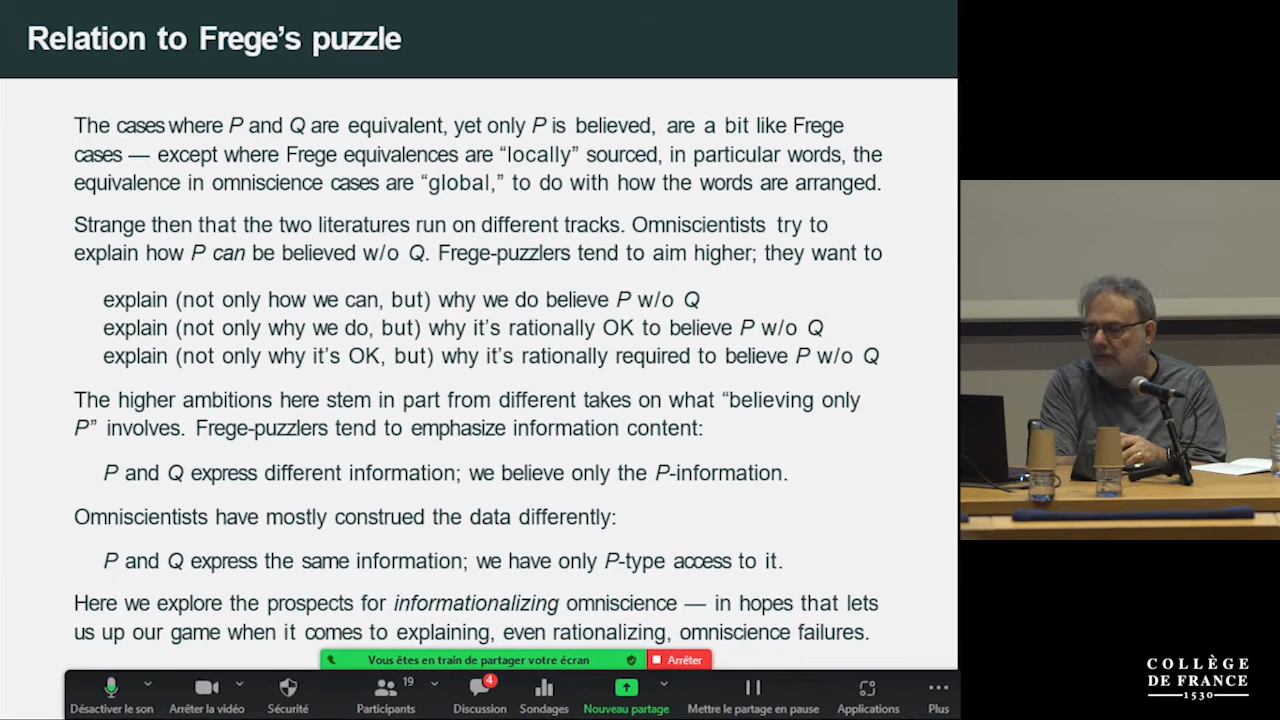 Relation to Frege's puzzle
The cases where P and Q are equivalent, yet only P is believed, are a bit like Frege
cases — except where Frege equivalences are “locally” sourced, in particular words, the
equivalence in omniscience cases are “global,” to do with how the words are arranged.
Strange then that the two literatures run on different tracks. Omniscientists try to
explain how P can be believed w/o Q. Frege-puzzlers tend to aim higher; they want to
explain (not only how we can, but) why we do believe P w/o Q
explain (not only why we do, but) why it’s rationally OK to believe P w/o Q
explain (not only why it’s OK, but) why it’s rationally required to believe P w/o Q
The higher ambitions here stem in part from different takes on what “believing only
P” involves. Frege-puzzlers tend to emphasize information content:
P and Q express different information; we believe only the P-information.
Omniscientists have mostly construed the data differently:
P and Q express the same information; we have only P-type access to it.
Here we explore the prospects for informationalizing omniscience — in hopes that lets
us up our game when it comes to explaining, even rationalizing, omniscience failures.
Vous êtes en train de partager votre écran
Arrêter
19
4
Désactiver le son
Arrêter la vidéo
Sécurité
Participants
Discussion
Sondages
Nouveau partage
Mettre le partage en pause
Applications
Plus
COLLÈGE
DE FRANCE
1530